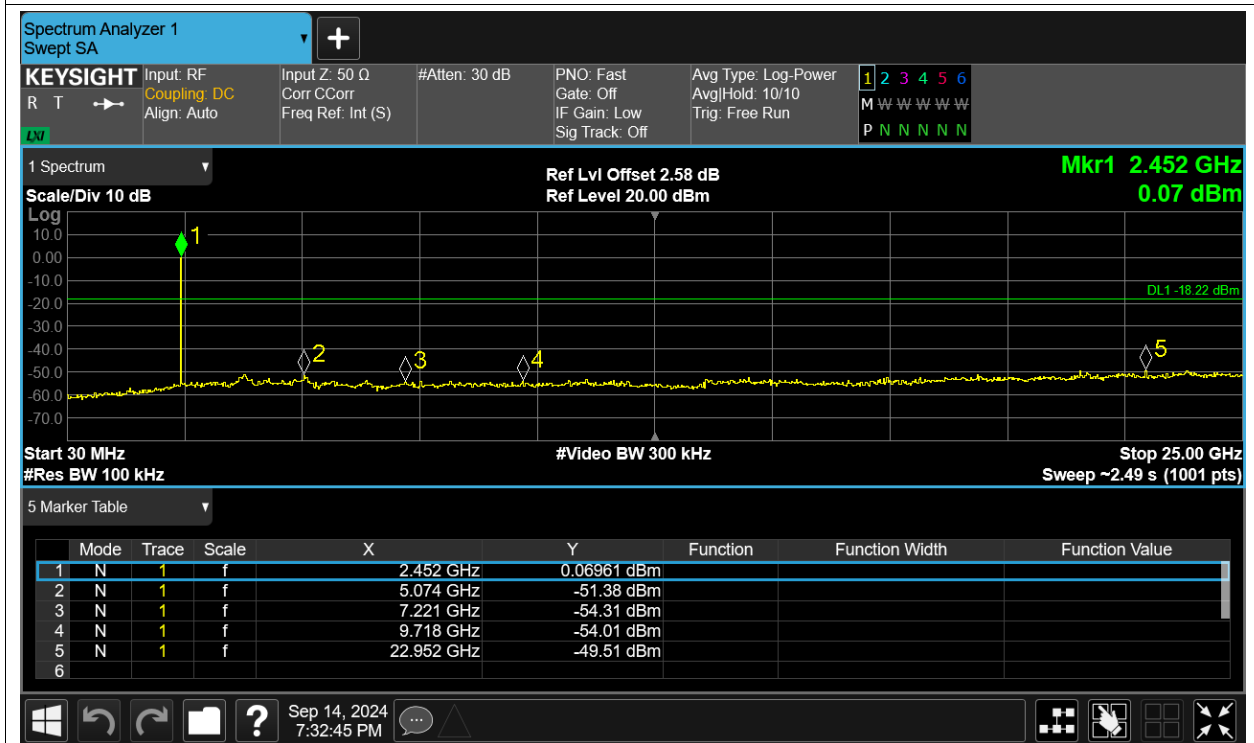 Spectrum Analyzer 1
Swept SA
+
KEYSIGHT
R T
LXI
Input: RF
Coupling: DC
Align: Auto
Input Z: 50 Ω
Corr CCorr
Freq Ref: Int (S)
#Atten: 30 dB
PNO: Fast
Gate: Off
IF Gain: Low
Sig Track: Off
Avg Type: Log-Power
Avg|Hold: 10/10
Trig: Free Run
1 2 3 4 5 6
M W W W W W
P N N N N N
1 Spectrum
Scale/Div 10 dB
Ref Lvl Offset 2.58 dB
Ref Level 20.00 dBm
Mkr1 2.452 GHz
0.07 dBm
Log
10.0
0.00
-10.0
-20.0
-30.0
-40.0
-50.0
-60.0
-70.0
1
2
3
4
5
DL1 -18.22 dBm
Start 30 MHz
#Video BW 300 kHz
Stop 25.00 GHz
#Res BW 100 kHz
Sweep ~2.49 s (1001 pts)
5 Marker Table
Mode Trace Scale X Y Function Function Width Function Value
1 N 1 f 2.452 GHz 0.06961 dBm
2 N 1 f 5.074 GHz -51.38 dBm
3 N 1 f 7.221 GHz -54.31 dBm
4 N 1 f 9.718 GHz -54.01 dBm
5 N 1 f 22.952 GHz -49.51 dBm
6
?
Sep 14, 2024
7:32:45 PM